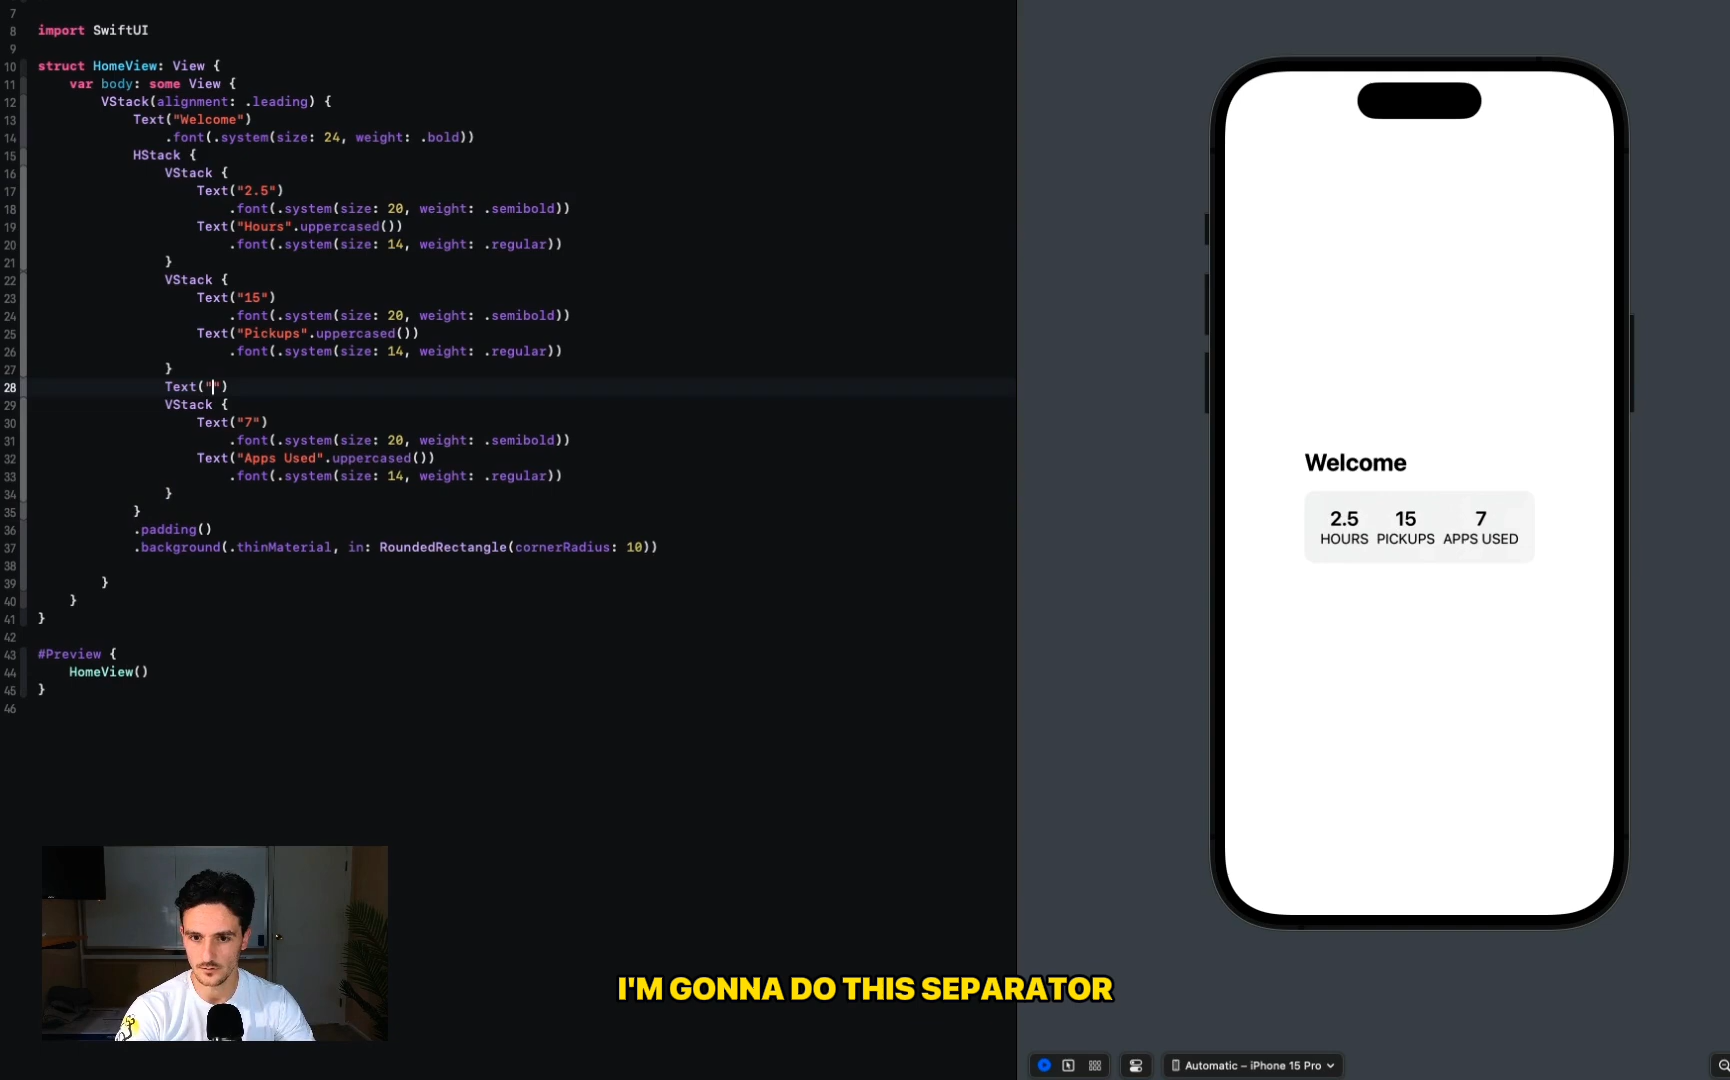 7
8 import SwiftUI
9
10 struct HomeView: View {
11 var body: some View {
12 VStack(alignment: .leading) {
13 Text("Welcome")
14 .font(.system(size: 24, weight: .bold))
15 HStack {
16 VStack {
17 Text("2.5")
18 .font(.system(size: 20, weight: .semibold))
19 Text("Hours".uppercased())
20 .font(.system(size: 14, weight: .regular))
21 }
22 VStack {
23 Text("15")
24 .font(.system(size: 20, weight: .semibold))
25 Text("Pickups".uppercased())
26 .font(.system(size: 14, weight: .regular))
27 }
28 Text("")
29 VStack {
30 Text("7")
31 .font(.system(size: 20, weight: .semibold))
32 Text("Apps Used".uppercased())
33 .font(.system(size: 14, weight: .regular))
34 }
35 }
36 .padding()
37 .background(.thinMaterial, in: RoundedRectangle(cornerRadius: 10))
38
39 }
40 }
41 }
42
43 #Preview {
44 HomeView()
45 }
46
Welcome
2.5 15 7
HOURS PICKUPS APPS USED
I'M GONNA DO THIS SEPARATOR
Automatic – iPhone 15 Pro